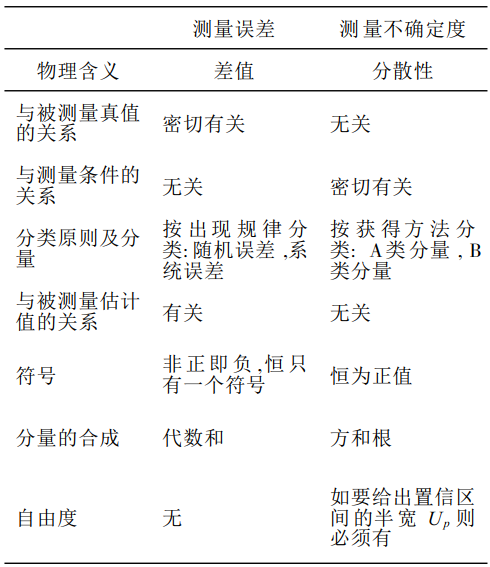 测量误差 测量不确定度
物理含义 差值 分散性
与被测量真值的关系 密切有关 无关
与测量条件的关系 无关 密切有关
分类原则及分量 按出现规律分类:随机误差,系统误差 按获得方法分类: A类分量,B类分量
与被测量估计值的关系 有关 无关
符号 非正即负,恒只有一个符号 恒为正值
分量的合成 代数和 方和根
自由度 无 如要给出置信区间的半宽 Up 则必须有